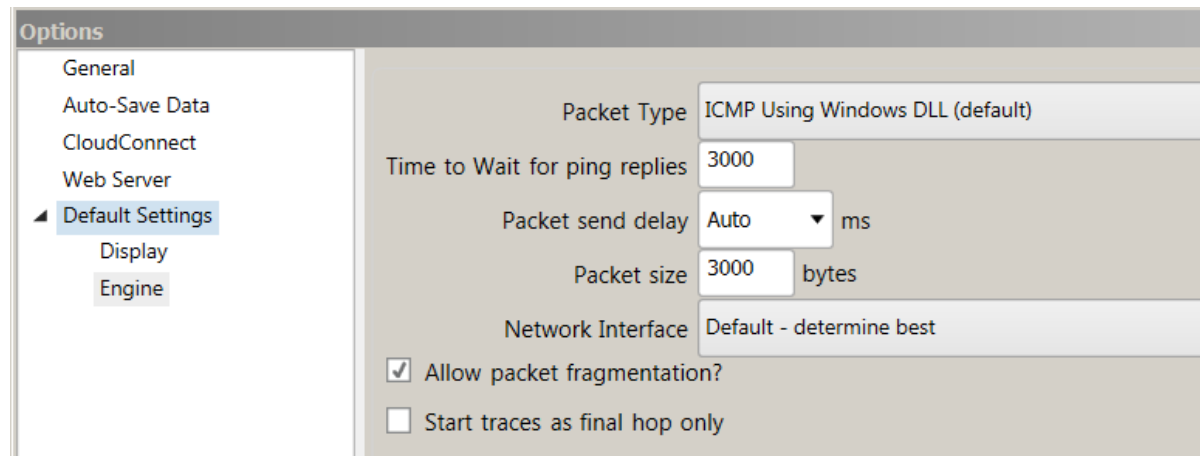 Options
General
Auto-Save Data
CloudConnect
Web Server
Default Settings
Display
Engine
Packet Type ICMP Using Windows DLL (default)
Time to Wait for ping replies 3000
Packet send delay Auto ms
Packet size 3000 bytes
Network Interface Default - determine best
Allow packet fragmentation?
Start traces as final hop only